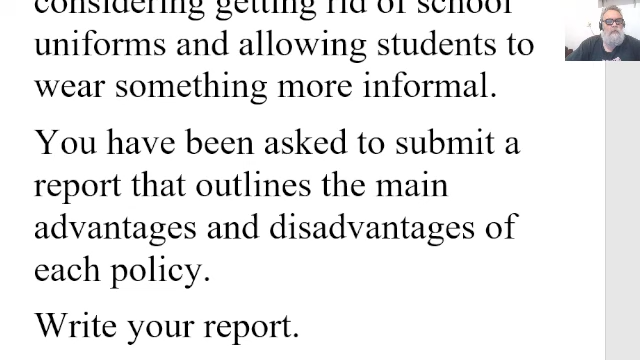 considering getting rid of school
uniforms and allowing students to
wear something more informal.
You have been asked to submit a
report that outlines the main
advantages and disadvantages of
each policy.
Write your report.